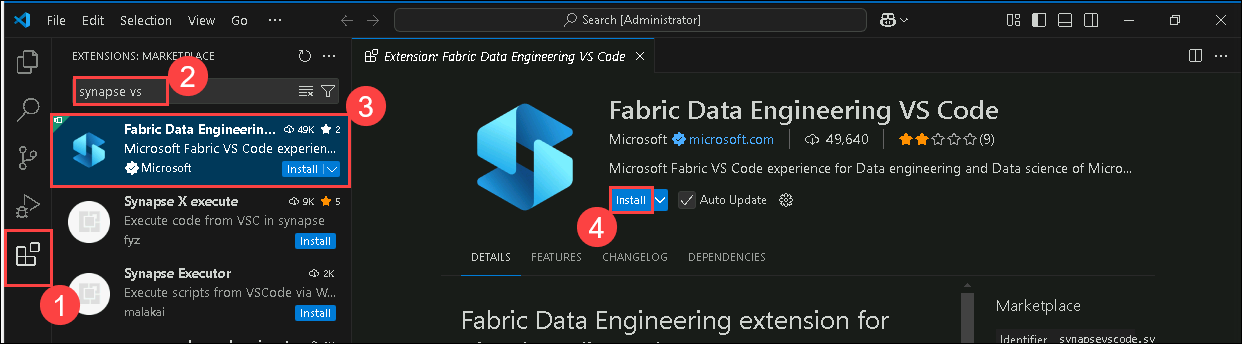 File Edit Selection View Go ··· Search [Administrator]
EXTENSIONS: MARKETPLACE
synapse vs
2
3
Fabric Data Engineerin... 49K 2
Microsoft Fabric VS Code experien...
Microsoft Install
Synapse X execute 9K 5
Execute code from VSC in synapse
fyz Install
Synapse Executor 2K
Execute scripts from VSCode via W...
malakai Install
1
Extension: Fabric Data Engineering VS Code
Fabric Data Engineering VS Code
Microsoft microsoft.com 49,640 (9)
Microsoft Fabric VS Code experience for Data engineering and Data science of Micro...
Install Auto Update
4
DETAILS FEATURES CHANGELOG DEPENDENCIES
Fabric Data Engineering extension for
Marketplace
Identifier synapsevscode.sy